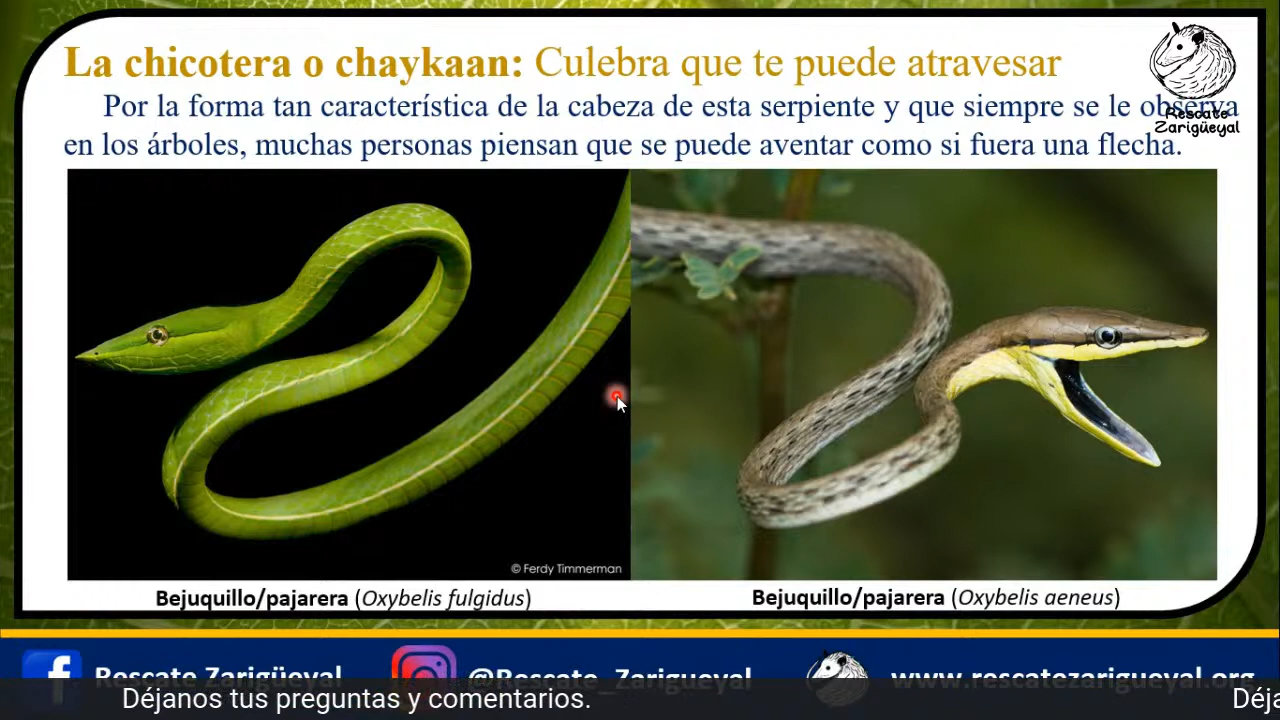 La chicotera o chaykaan: Culebra que te puede atravesar
Por la forma tan característica de la cabeza de esta serpiente y que siempre se le observa
en los árboles, muchas personas piensan que se puede aventar como si fuera una flecha.
Rescate
Zarigüeyal
© Ferdy Timmerman
Bejuquillo/pajarera (Oxybelis fulgidus)
Bejuquillo/pajarera (Oxybelis aeneus)
f Rescate Zarigüeyal
@Rescate_Zarigueyal
www.rescatezarigueyal.org
Déjanos tus preguntas y comentarios.
Déja